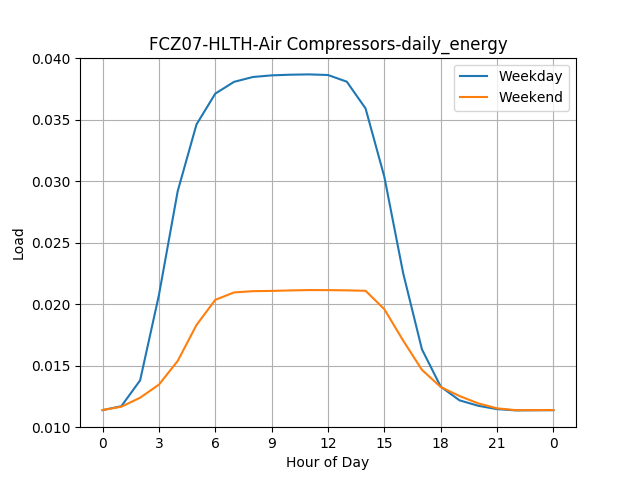 FCZ07-HLTH-Air Compressors-daily_energy
Weekday
Weekend
0.040
0.035
0.030
0.025
0.020
0.015
0.010
Load
0 3 6 9 12 15 18 21 0
Hour of Day